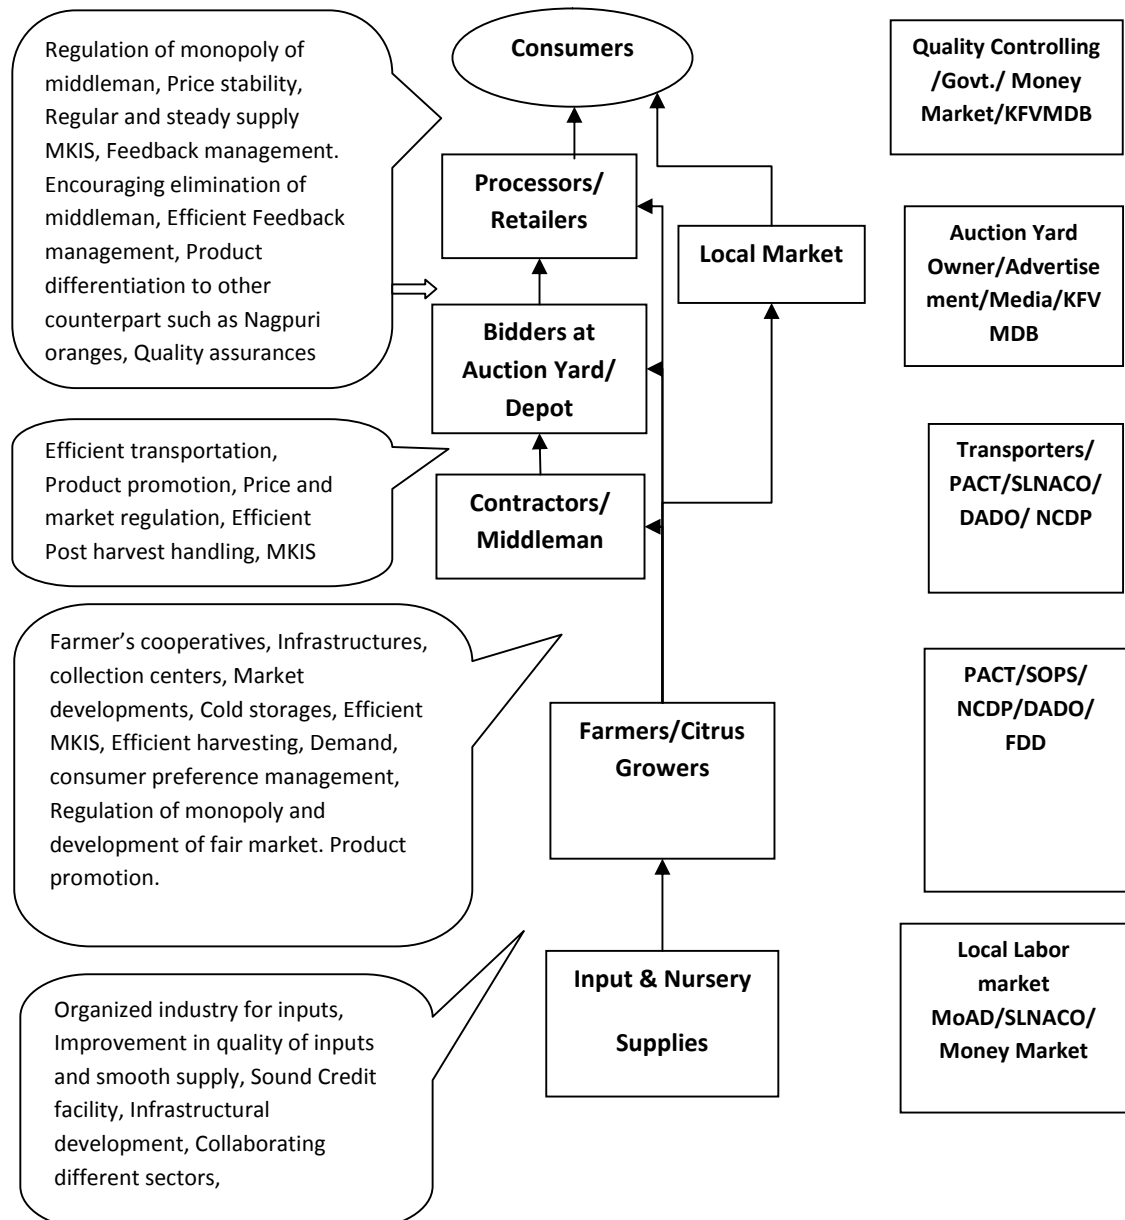 Regulation of monopoly of
middleman, Price stability,
Regular and steady supply
MKIS, Feedback management.
Encouraging elimination of
middleman, Efficient Feedback
management, Product
differentiation to other
counterpart such as Nagpuri
oranges, Quality assurances
Consumers
Quality Controlling
/Govt./ Money
Market/KFVMDB
Processors/
Retailers
Local Market
Auction Yard
Owner/Advertise
ment/Media/KFV
MDB
Bidders at
Auction Yard/
Depot
Efficient transportation,
Product promotion, Price and
market regulation, Efficient
Post harvest handling, MKIS
Contractors/
Middleman
Transporters/
PACT/SLNACO/
DADO/ NCDP
Farmer’s cooperatives, Infrastructures,
collection centers, Market
developments, Cold storages, Efficient
MKIS, Efficient harvesting, Demand,
consumer preference management,
Regulation of monopoly and
development of fair market. Product
promotion.
Farmers/Citrus
Growers
PACT/SOPS/
NCDP/DADO/
FDD
Organized industry for inputs,
Improvement in quality of inputs
and smooth supply, Sound Credit
facility, Infrastructural
development, Collaborating
different sectors,
Input & Nursery
Supplies
Local Labor
market
MoAD/SLNACO/
Money Market